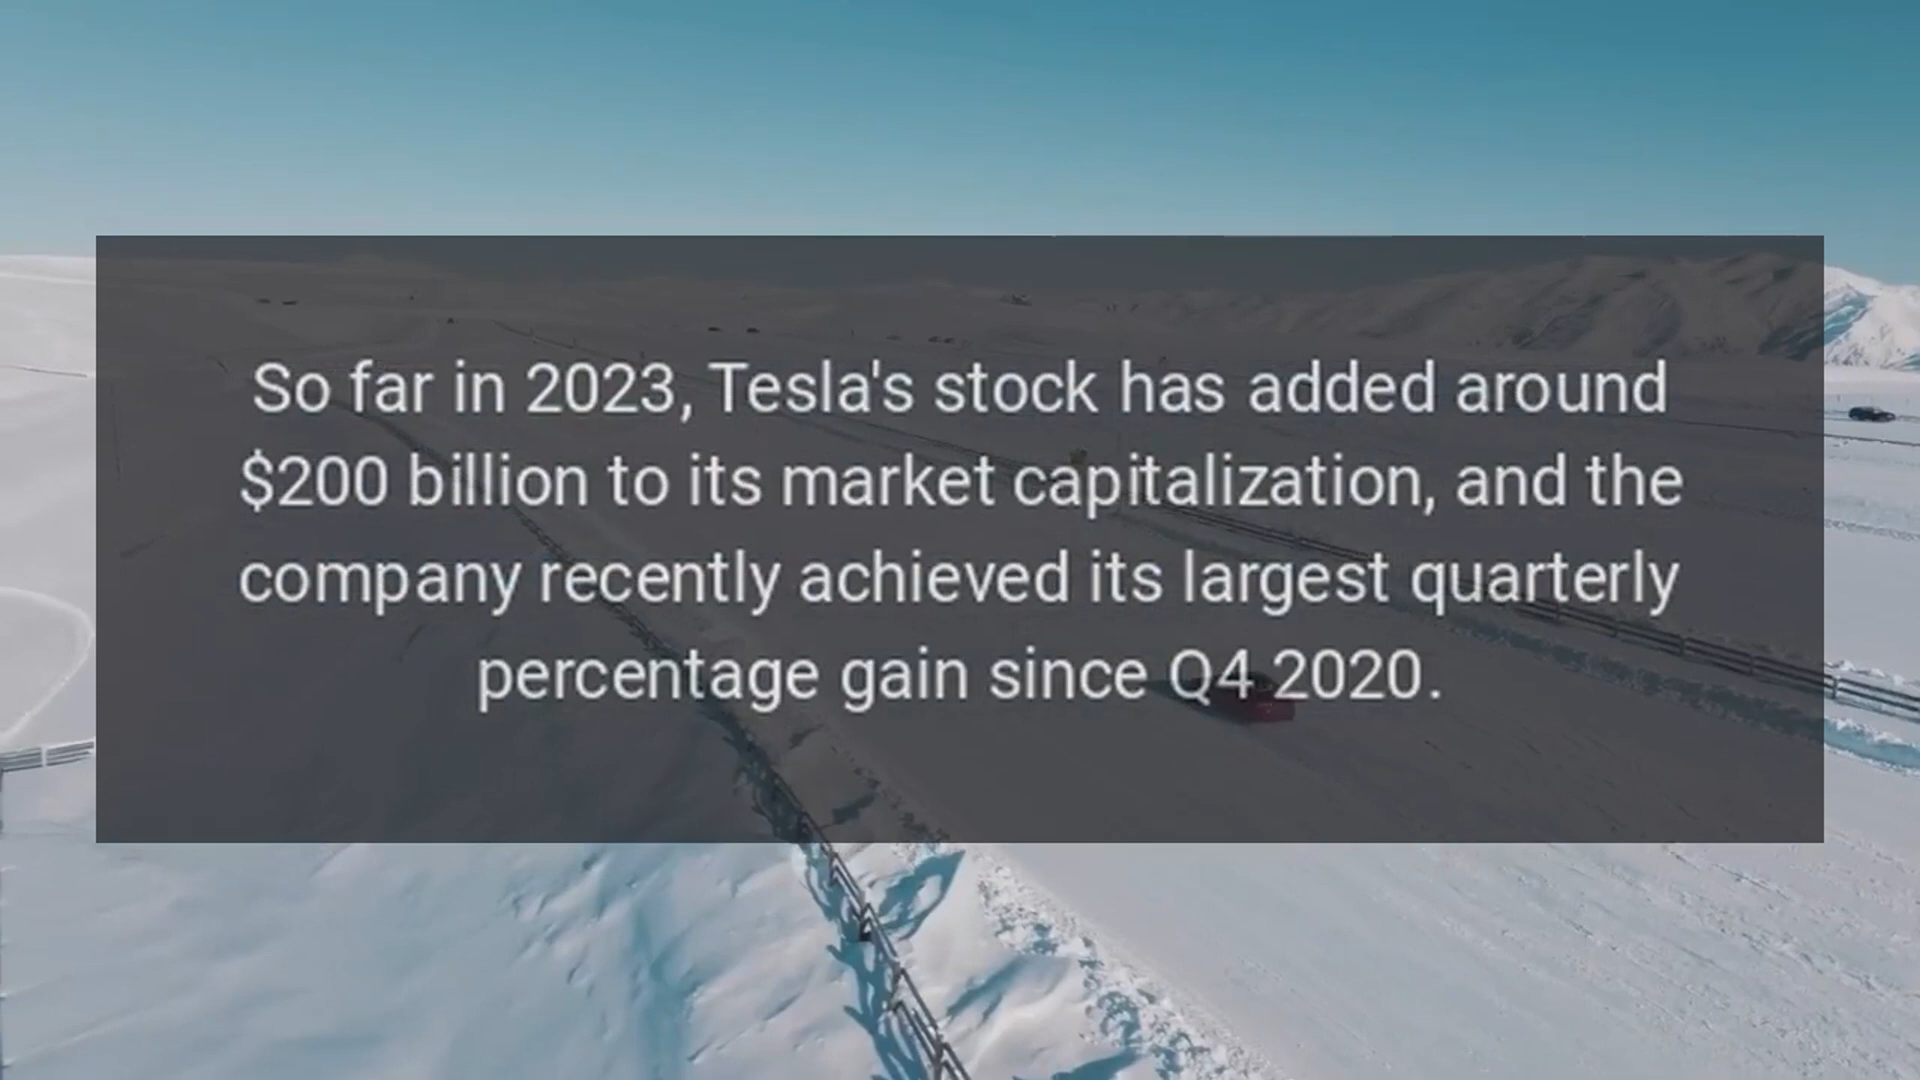 So far in 2023, Tesla's stock has added around
$200 billion to its market capitalization, and the
company recently achieved its largest quarterly
percentage gain since Q4 2020.